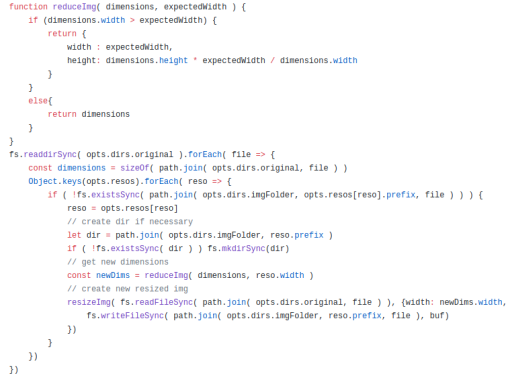 function reduceImg( dimensions, expectedWidth ) {
    if (dimensions.width > expectedWidth) {
        return {
            width : expectedWidth,
            height: dimensions.height * expectedWidth / dimensions.width
        }
    }
    else{
        return dimensions
    }
}
fs.readdirSync( opts.dirs.original ).forEach( file => {
    const dimensions = sizeOf( path.join( opts.dirs.original, file ) )
    Object.keys(opts.resos).forEach( reso => {
        if ( !fs.existsSync( path.join( opts.dirs.imgFolder, opts.resos[reso].prefix, file ) ) ) {
            reso = opts.resos[reso]
            // create dir if necessary
            let dir = path.join( opts.dirs.imgFolder, reso.prefix )
            if ( !fs.existsSync( dir ) ) fs.mkdirSync(dir)
            // get new dimensions
            const newDims = reduceImg( dimensions, reso.width )
            // create new resized img
            resizeImg( fs.readFileSync( path.join( opts.dirs.original, file ) ), {width: newDims.width,
                fs.writeFileSync( path.join( opts.dirs.imgFolder, reso.prefix, file ), buf)
            })
        }
    })
})